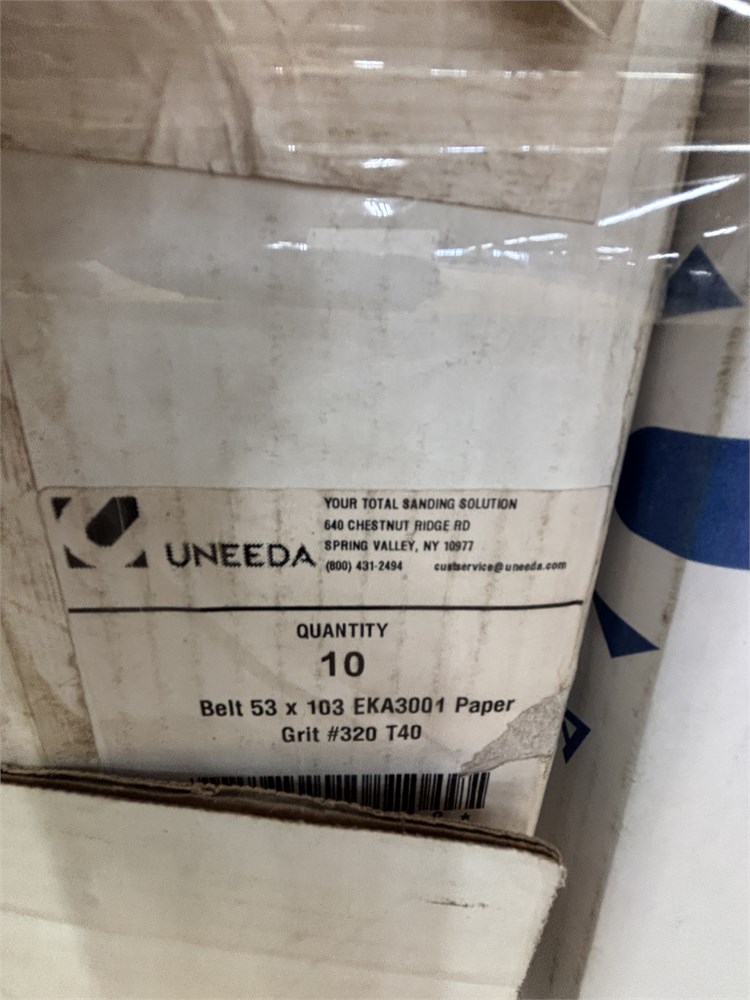 UNEEDA
YOUR TOTAL SANDING SOLUTION
640 CHESTNUT RIDGE RD
SPRING VALLEY, NY 10977
(800) 431-2494 custservice@uneeda.com
QUANTITY
10
Belt 53 x 103 EKA3001 Paper
Grit #320 T40